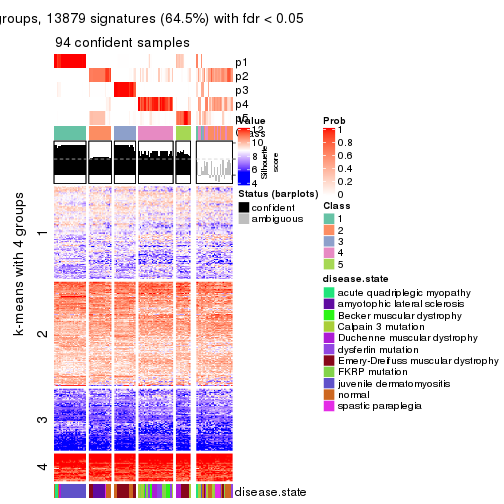 groups, 13879 signatures (64.5%) with fdr < 0.05
94 confident samples
p1
p2
p3
p4
Value
12
10
8
6
4
Silhouette
score
Status (barplots)
confident
ambiguous
Prob
1
0.8
0.6
0.4
0.2
0
Class
1
2
3
4
5
disease.state
acute quadriplegic myopathy
amyotophic lateral sclerosis
Becker muscular dystrophy
Calpain 3 mutation
Duchenne muscular dystrophy
dysferlin mutation
Emery-Dreifuss muscular dystrophy
FKRP mutation
juvenile dermatomyositis
normal
spastic paraplegia
k-means with 4 groups
1
2
3
4
disease.state